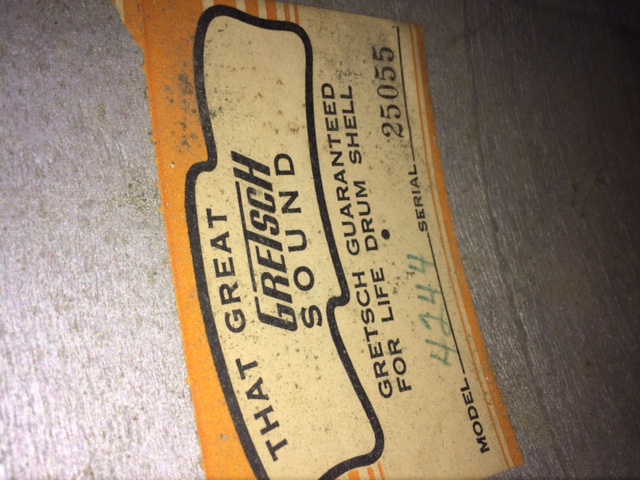 THAT GREAT
GRETSCH
SOUND
GRETSCH GUARANTEED
FOR LIFE DRUM SHELL
MODEL 4244 SERIAL 25055